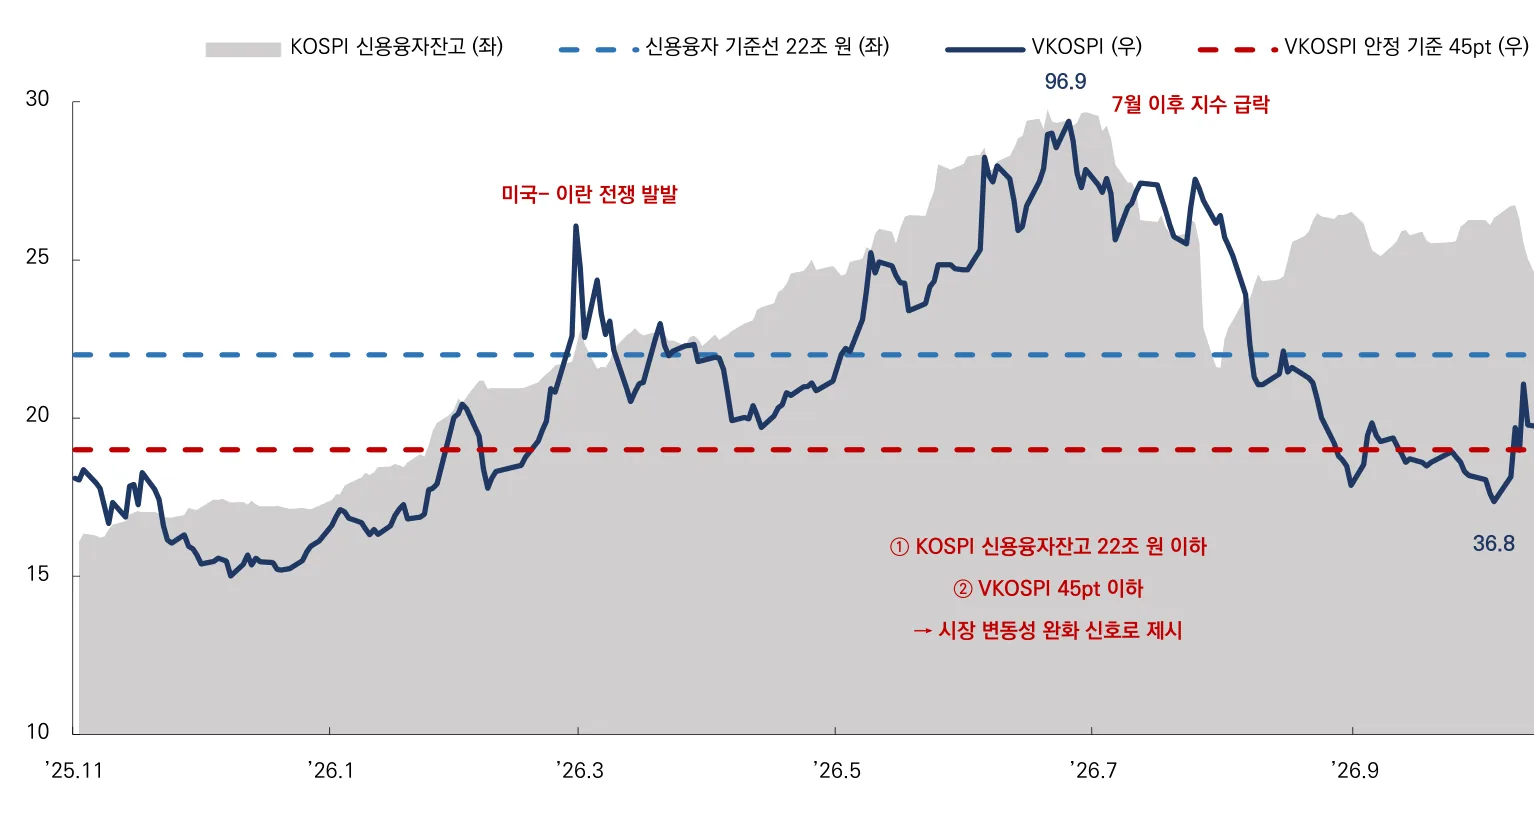 KOSPI 신용융자잔고 (좌) 신용융자 기준선 22조 원 (좌) VKOSPI (우) VKOSPI 안정 기준 45pt (우)
96.9
30
7월 이후 지수 급락
미국- 이란 전쟁 발발
25
20
① KOSPI 신용융자잔고 22조 원 이하
36.8
15
② VKOSPI 45pt 이하
→ 시장 변동성 완화 신호로 제시
10
'25.11 '26.1 '26.3 '26.5 '26.7 '26.9